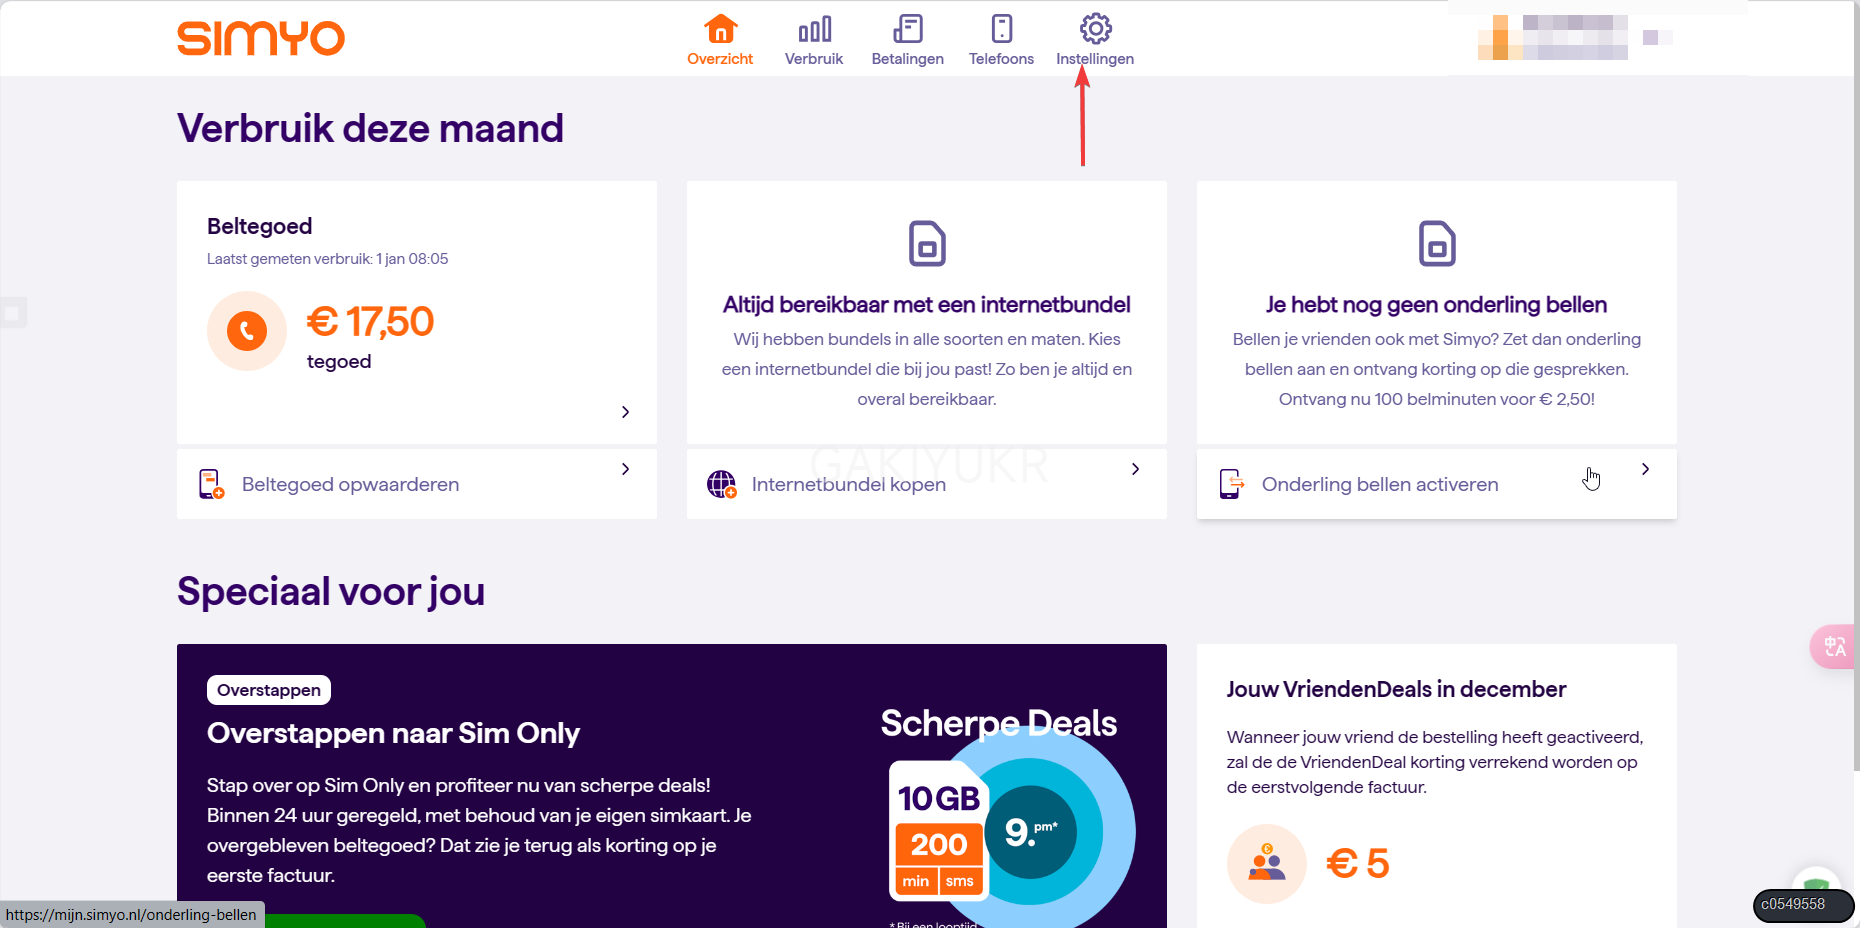 simyo
Overzicht
Verbruik
Betalingen
Telefoons
Instellingen
Verbruik deze maand
Beltegoed
Laatst gemeten verbruik: 1 jan 08:05
€ 17,50
tegoed
Beltegoed opwaarderen
Altijd bereikbaar met een internetbundel
Wij hebben bundels in alle soorten en maten. Kies
een internetbundel die bij jou past! Zo ben je altijd en
overal bereikbaar.
GAKIYUKR
Internetbundel kopen
Je hebt nog geen onderling bellen
Bellen je vrienden ook met Simyo? Zet dan onderling
bellen aan en ontvang korting op die gesprekken.
Ontvang nu 100 belminuten voor € 2,50!
Onderling bellen activeren
Speciaal voor jou
Overstappen
Overstappen naar Sim Only
Stap over op Sim Only en profiteer nu van scherpe deals!
Binnen 24 uur geregeld, met behoud van je eigen simkaart. Je
overgebleven beltegoed? Dat zie je terug als korting op je
eerste factuur.
Scherpe Deals
10 GB
200
min sms
9. pm*
* Bij een looptijd
Jouw VriendenDeals in december
Wanneer jouw vriend de bestelling heeft geactiveerd,
zal de de VriendenDeal korting verrekend worden op
de eerstvolgende factuur.
€ 5
c0549558
https://mijn.simyo.nl/onderling-bellen